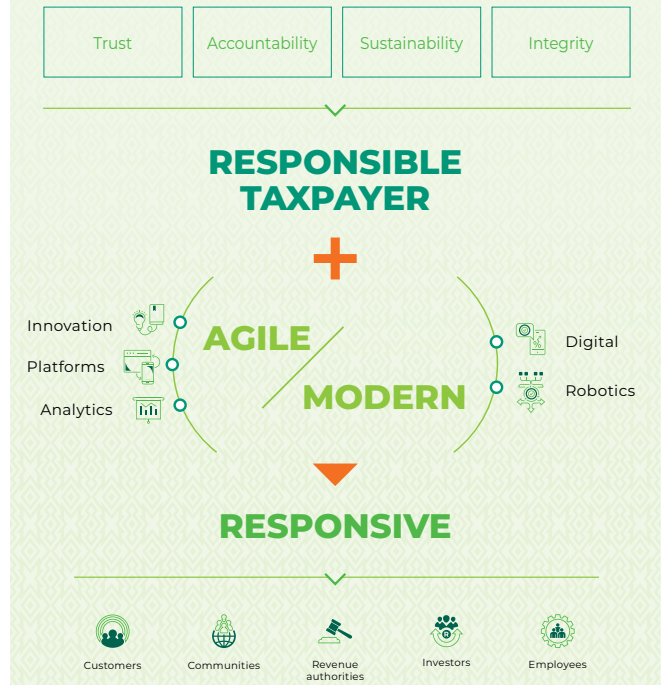 Trust
Accountability
Sustainability
Integrity
RESPONSIBLE
TAXPAYER
+
Innovation
Platforms
Analytics
AGILE
MODERN
Digital
Robotics
RESPONSIVE
Customers
Communities
Revenue
authorities
Investors
Employees